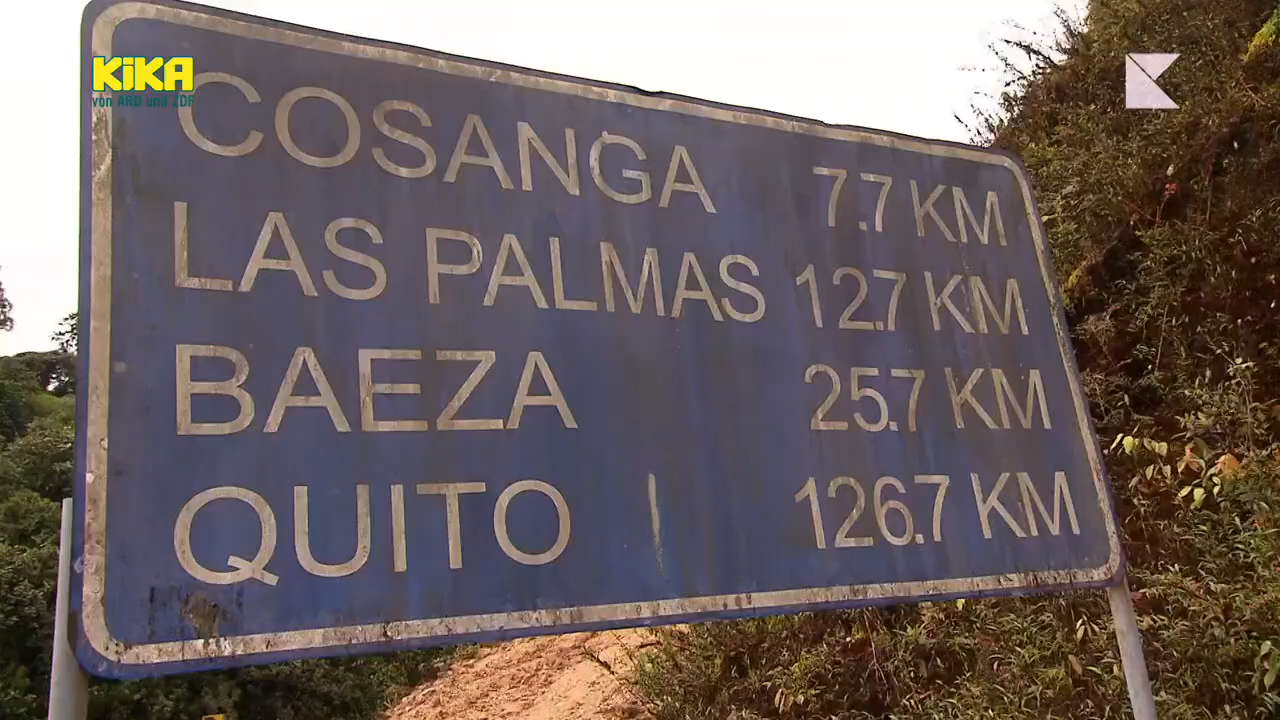 KiKA
von ARD und ZDF
COSANGA 7.7 KM
LAS PALMAS 12.7 KM
BAEZA 25.7 KM
QUITO 126.7 KM